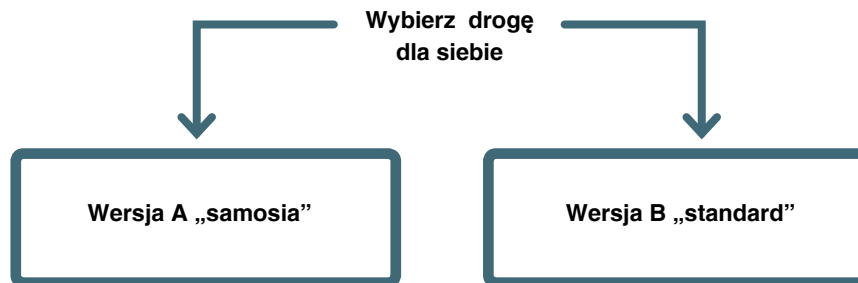 Wybierz drogę
dla siebie
Wersja A „samosia”
Wersja B „standard”